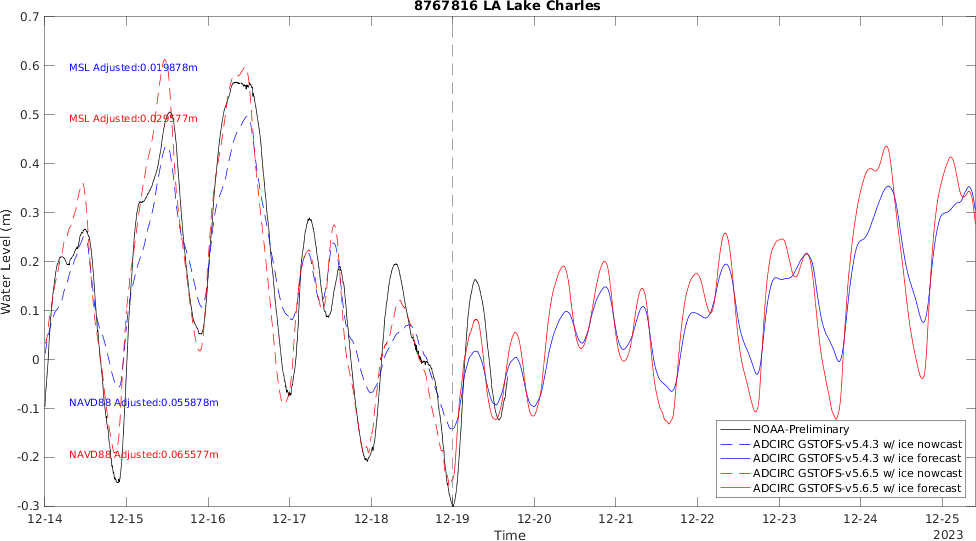 8767816 LA Lake Charles
0.7
0.6
0.5
0.4
0.3
0.2
0.1
0
-0.1
-0.2
-0.3
Water Level (m)
MSL Adjusted:0.019878m
MSL Adjusted:0.029577m
NAVD88 Adjusted:0.055878m
NAVD88 Adjusted:0.065577m
NOAA-Preliminary
ADCIRC GSTOFS-v5.4.3 w/ ice nowcast
ADCIRC GSTOFS-v5.4.3 w/ ice forecast
ADCIRC GSTOFS-v5.6.5 w/ ice nowcast
ADCIRC GSTOFS-v5.6.5 w/ ice forecast
12-14 12-15 12-16 12-17 12-18 12-19 12-20 12-21 12-22 12-23 12-24 12-25
2023
Time